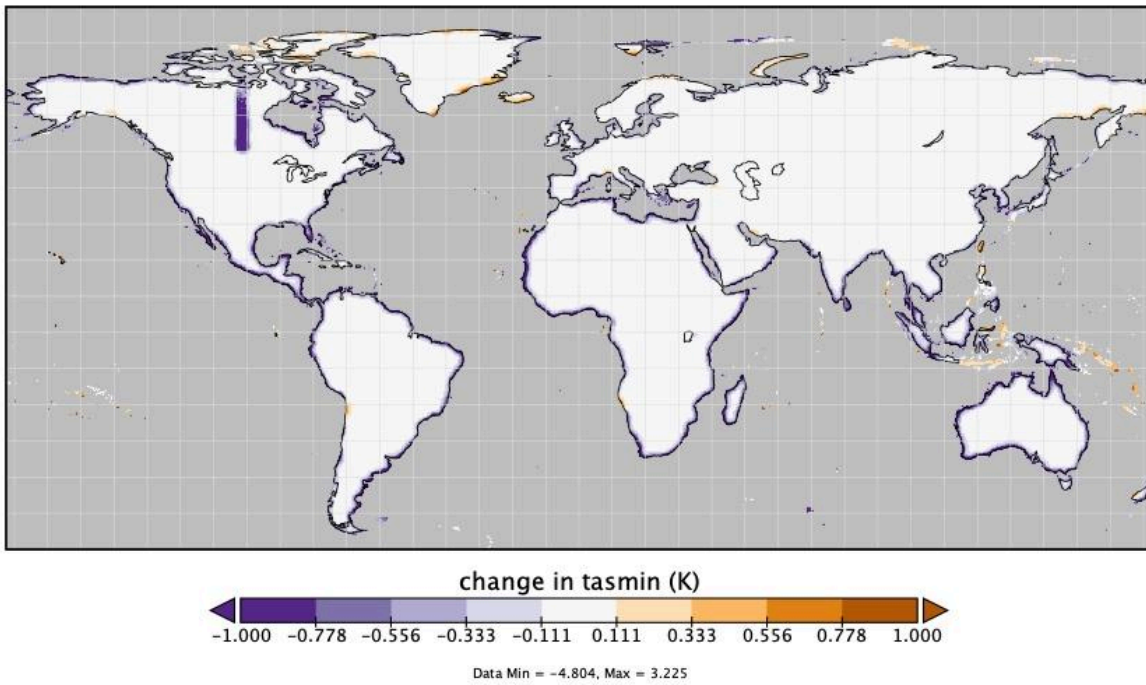 change in tasmin (K)
-1.000 -0.778 -0.556 -0.333 -0.111 0.111 0.333 0.556 0.778 1.000
Data Min = -4.804, Max = 3.225